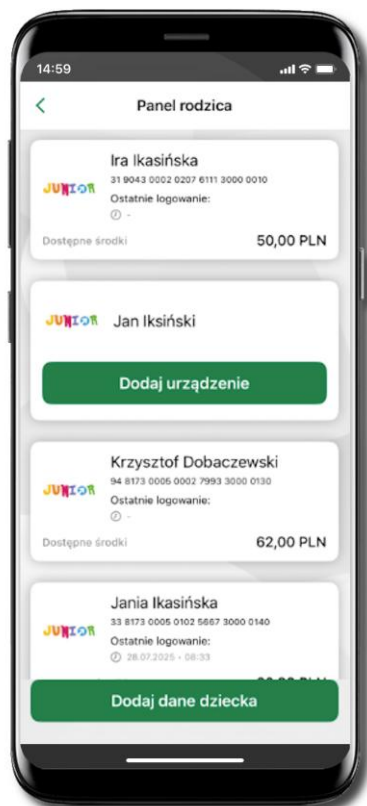 14:59
Panel rodzica
Ira Ikasińska
31 9043 0002 0207 6111 3000 0010
JUNIOR
Ostatnie logowanie:
-
Dostępne środki 50,00 PLN
JUNIOR Jan Iksiński
Dodaj urządzenie
Krzysztof Dobaczewski
94 8173 0005 0002 7993 3000 0130
JUNIOR
Ostatnie logowanie:
-
Dostępne środki 62,00 PLN
Jania Ikasińska
33 8173 0005 0102 5667 3000 0140
JUNIOR
Ostatnie logowanie:
28.07.2025 - 08:33
Dodaj dane dziecka